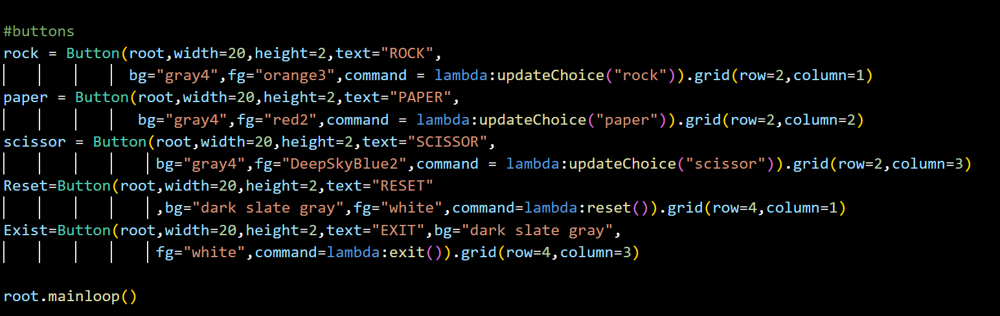 #buttons
rock = Button(root,width=20,height=2,text="ROCK",
bg="gray4",fg="orange3",command = lambda:updateChoice("rock")).grid(row=2,column=1)
paper = Button(root,width=20,height=2,text="PAPER",
bg="gray4",fg="red2",command = lambda:updateChoice("paper")).grid(row=2,column=2)
scissor = Button(root,width=20,height=2,text="SCISSOR",
bg="gray4",fg="DeepSkyBlue2",command = lambda:updateChoice("scissor")).grid(row=2,column=3)
Reset=Button(root,width=20,height=2,text="RESET"
,bg="dark slate gray",fg="white",command=lambda:reset()).grid(row=4,column=1)
Exist=Button(root,width=20,height=2,text="EXIT",bg="dark slate gray",
fg="white",command=lambda:exit()).grid(row=4,column=3)
root.mainloop()